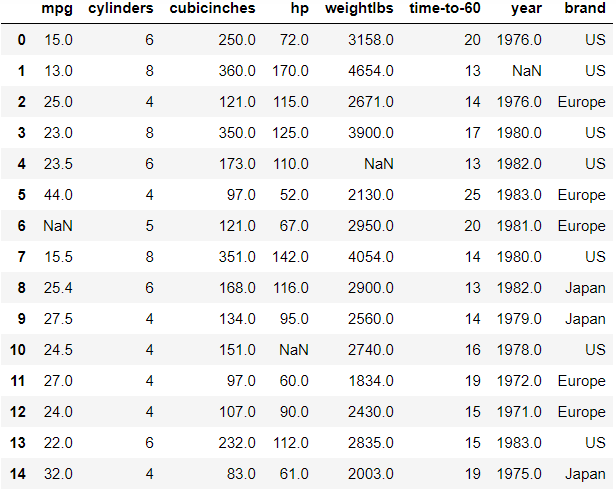 mpg cylinders cubicinches hp weightlbs time-to-60 year brand
0 15.0 6 250.0 72.0 3158.0 20 1976.0 US
1 13.0 8 360.0 170.0 4654.0 13 NaN US
2 25.0 4 121.0 115.0 2671.0 14 1976.0 Europe
3 23.0 8 350.0 125.0 3900.0 17 1980.0 US
4 23.5 6 173.0 110.0 NaN 13 1982.0 US
5 44.0 4 97.0 52.0 2130.0 25 1983.0 Europe
6 NaN 5 121.0 67.0 2950.0 20 1981.0 Europe
7 15.5 8 351.0 142.0 4054.0 14 1980.0 US
8 25.4 6 168.0 116.0 2900.0 13 1982.0 Japan
9 27.5 4 134.0 95.0 2560.0 14 1979.0 Japan
10 24.5 4 151.0 NaN 2740.0 16 1978.0 US
11 27.0 4 97.0 60.0 1834.0 19 1972.0 Europe
12 24.0 4 107.0 90.0 2430.0 15 1971.0 Europe
13 22.0 6 232.0 112.0 2835.0 15 1983.0 US
14 32.0 4 83.0 61.0 2003.0 19 1975.0 Japan